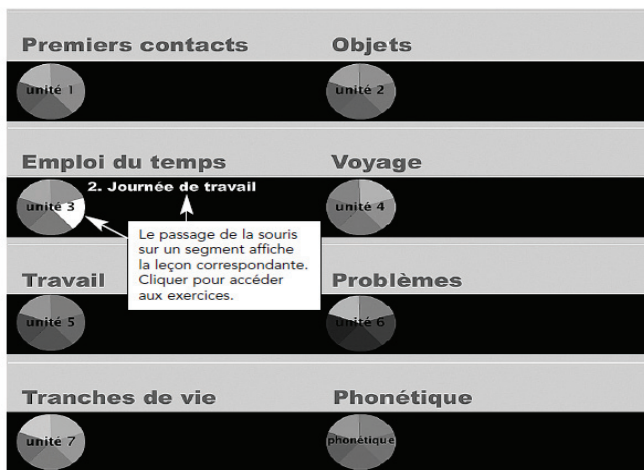 Premiers contacts
Objets
unité 1
unité 2
Emploi du temps
Voyage
2. Journée de travail
unité 3
unité 4
Le passage de la souris
sur un segment affiche
la leçon correspondante.
Cliquer pour accéder
aux exercices.
Travail
Problèmes
unité 5
unité 6
Tranches de vie
Phonétique
unité 7
phonétique